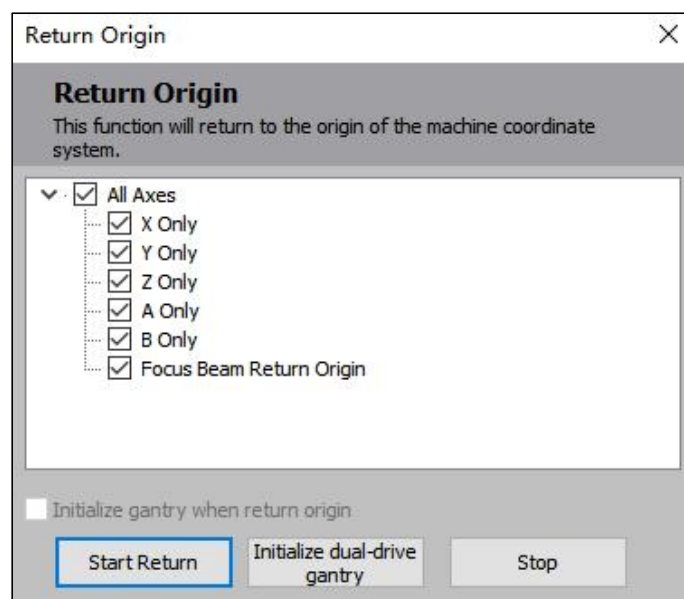 Return Origin
Return Origin
This function will return to the origin of the machine coordinate
system.
All Axes
X Only
Y Only
Z Only
A Only
B Only
Focus Beam Return Origin
Initialize gantry when return origin
Start Return
Initialize dual-drive
gantry
Stop